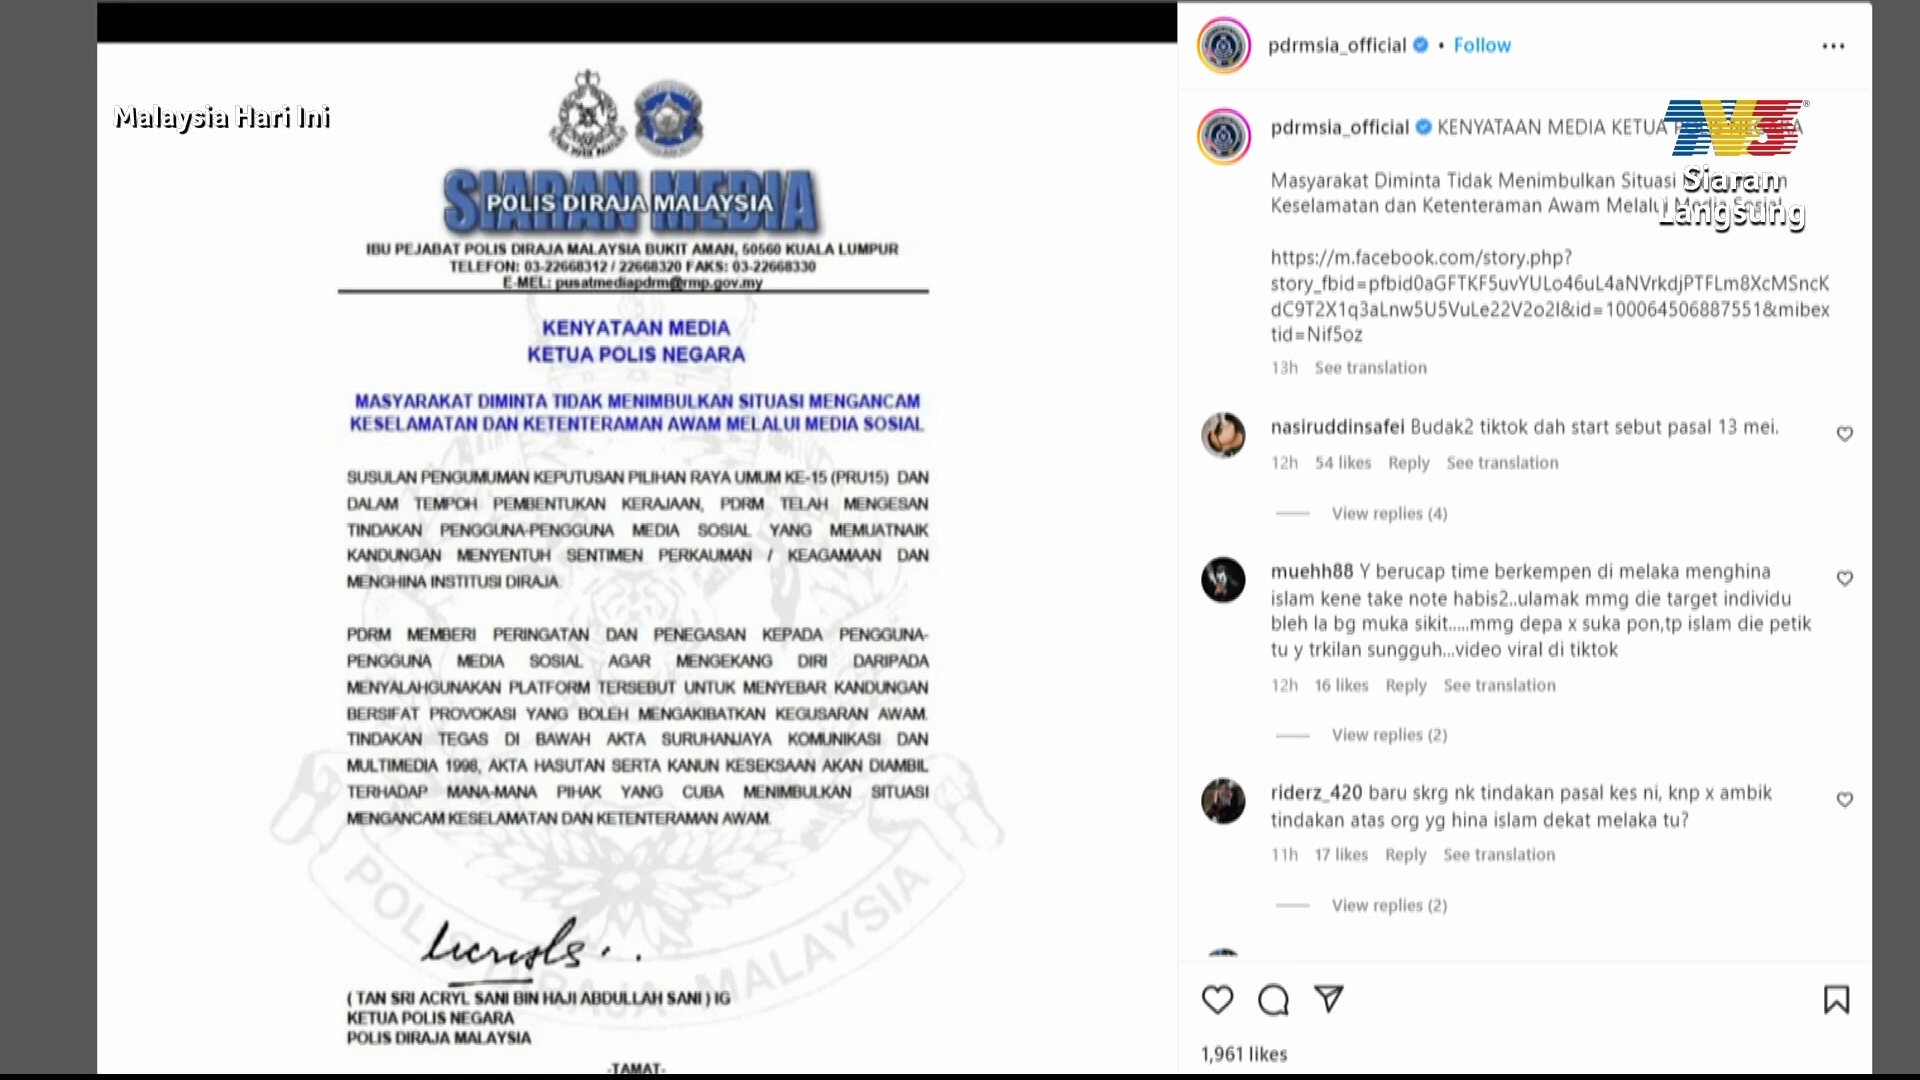 Malaysia Hari Ini
SIARAN MEDIA
POLIS DIRAJA MALAYSIA
IBU PEJABAT POLIS DIRAJA MALAYSIA BUKIT AMAN, 50560 KUALA LUMPUR
TELEFON: 03-22668312 / 22668320 FAKS: 03-22668330
E-MEL: pusatmediapdrm@rmp.gov.my
KENYATAAN MEDIA
KETUA POLIS NEGARA
MASYARAKAT DIMINTA TIDAK MENIMBULKAN SITUASI MENGANCAM
KESELAMATAN DAN KETENTERAMAN AWAM MELALUI MEDIA SOSIAL
SUSULAN PENGUMUMAN KEPUTUSAN PILIHAN RAYA UMUM KE-15 (PRU15) DAN
DALAM TEMPOH PEMBENTUKAN KERAJAAN, PDRM TELAH MENGESAN
TINDAKAN PENGGUNA-PENGGUNA MEDIA SOSIAL YANG MEMUATNAIK
KANDUNGAN MENYENTUH SENTIMEN PERKAUMAN / KEAGAMAAN DAN
MENGHINA INSTITUSI DIRAJA.
PDRM MEMBERI PERINGATAN DAN PENEGASAN KEPADA PENGGUNA-
PENGGUNA MEDIA SOSIAL AGAR MENGEKANG DIRI DARIPADA
MENYALAHGUNAKAN PLATFORM TERSEBUT UNTUK MENYEBAR KANDUNGAN
BERSIFAT PROVOKASI YANG BOLEH MENGAKIBATKAN KEGUSARAN AWAM.
TINDAKAN TEGAS DI BAWAH AKTA SURUHANJAYA KOMUNIKASI DAN
MULTIMEDIA 1998, AKTA HASUTAN SERTA KANUN KESEKSAAN AKAN DIAMBIL
TERHADAP MANA-MANA PIHAK YANG CUBA MENIMBULKAN SITUASI
MENGANCAM KESELAMATAN DAN KETENTERAMAN AWAM.
POLIS DIRAJA MALAYSIA
( TAN SRI ACRYL SANI BIN HAJI ABDULLAH SANI ) IG
KETUA POLIS NEGARA
POLIS DIRAJA MALAYSIA
-TAMAT-
pdrmsia_official • Follow
pdrmsia_official KENYATAAN MEDIA KETUA
TV3
Siaran
Langsung
Masyarakat Diminta Tidak Menimbulkan Situasi
Keselamatan dan Ketenteraman Awam Melalui Media Sosial
https://m.facebook.com/story.php?
story_fbid=pfbid0aGFTKF5uvYULo46uL4aNVrkdjPTFLm8XcMSncK
dC9T2X1q3aLnw5U5VuLe22V2o2l&id=100064506887551&mibex
tid=Nif5oz
13h See translation
nasiruddinsafei Budak2 tiktok dah start sebut pasal 13 mei.
12h 54 likes Reply See translation
View replies (4)
muehh88 Y berucap time berkempen di melaka menghina
islam kene take note habis2..ulamak mmg die target individu
bleh la bg muka sikit.....mmg depa x suka pon,tp islam die petik
tu y trkilan sungguh...video viral di tiktok
12h 16 likes Reply See translation
View replies (2)
riderz_420 baru skrg nk tindakan pasal kes ni, knp x ambik
tindakan atas org yg hina islam dekat melaka tu?
11h 17 likes Reply See translation
View replies (2)
1,961 likes